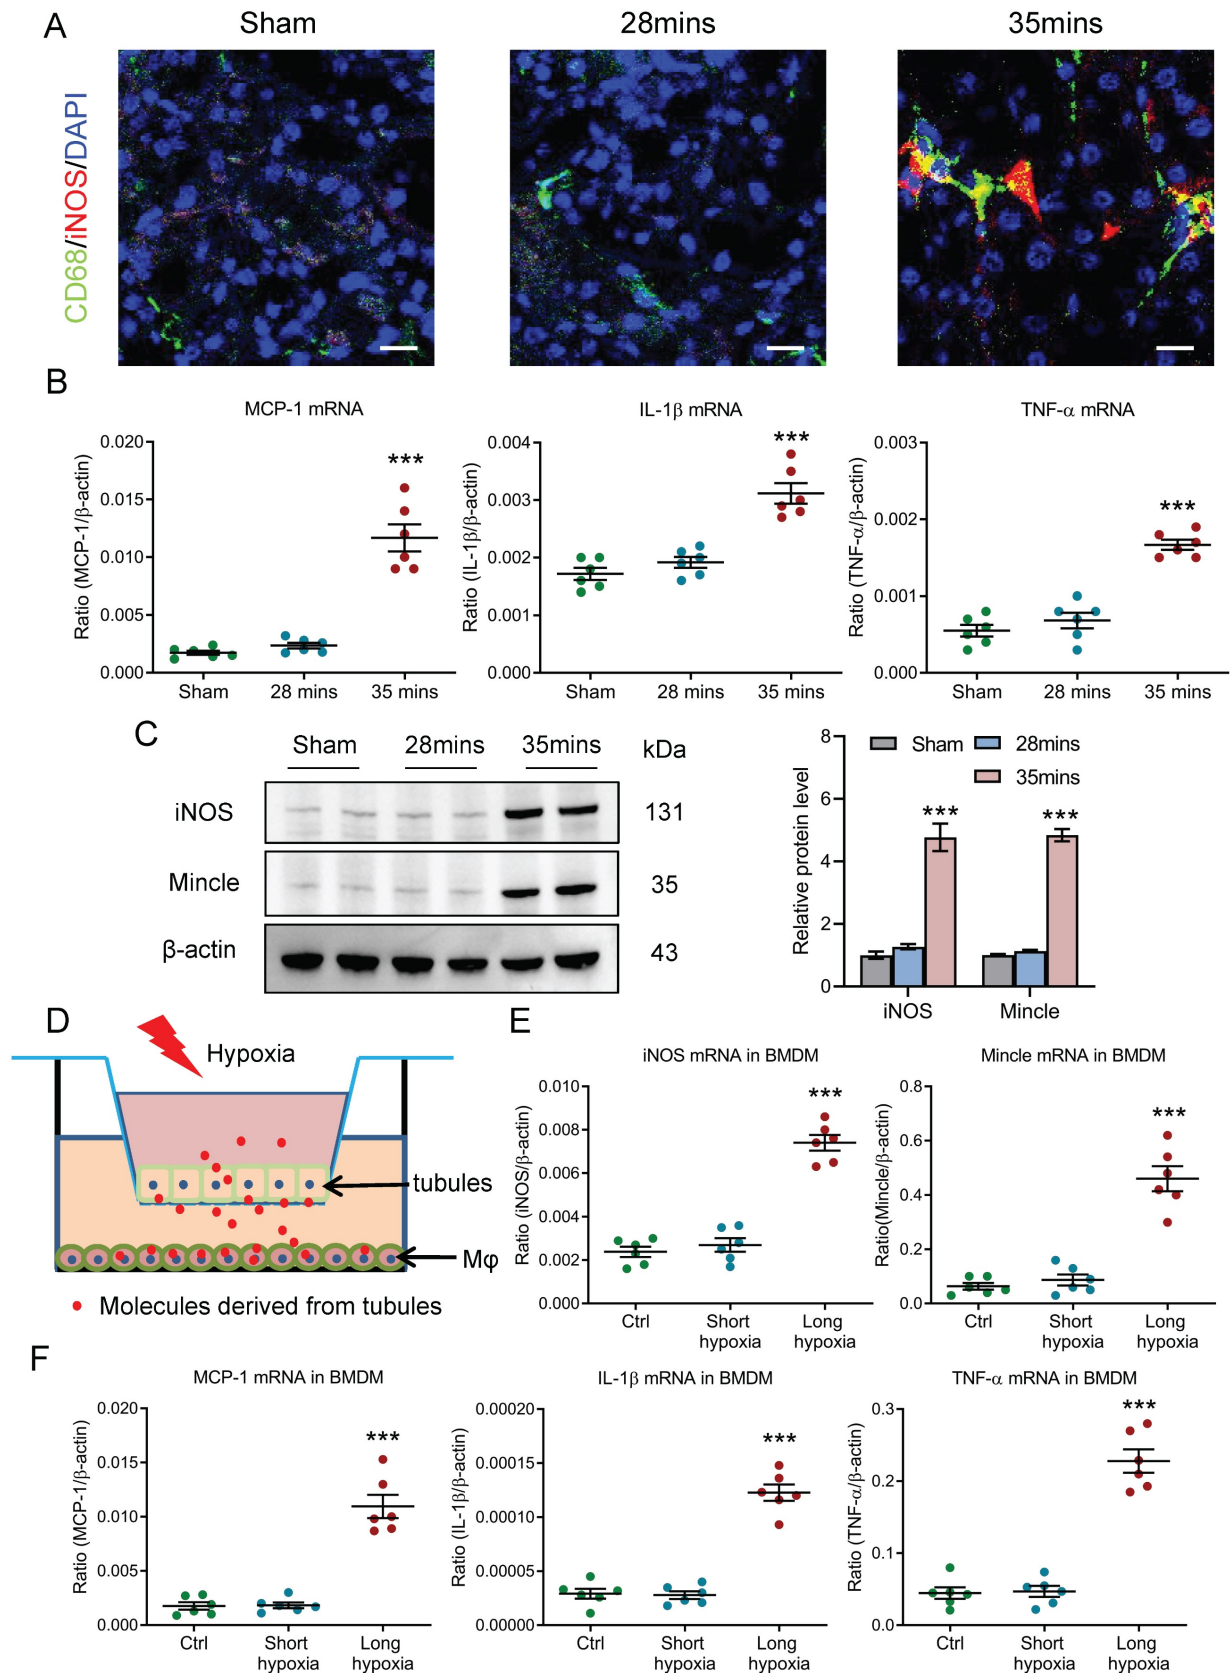 A
Sham
28mins
35mins
CD68/iNOS/DAPI
B
MCP-1 mRNA
Ratio (MCP-1/β-actin)
0.020
0.015
0.010
0.005
0.000
***
Sham
28 mins
35 mins
IL-1β mRNA
Ratio (IL-1β/β-actin)
0.004
0.003
0.002
0.001
0.000
***
Sham
28 mins
35 mins
TNF-α mRNA
Ratio (TNF-α/β-actin)
0.003
0.002
0.001
0.000
***
Sham
28 mins
35 mins
C
Sham
28mins
35mins
kDa
iNOS
131
Mincle
35
β-actin
43
Relative protein level
8
6
4
2
0
Sham
28mins
35mins
***
***
iNOS
Mincle
D
Hypoxia
tubules
Mφ
Molecules derived from tubules
E
iNOS mRNA in BMDM
Ratio (iNOS/β-actin)
0.010
0.008
0.006
0.004
0.002
0.000
***
Ctrl
Short hypoxia
Long hypoxia
Mincle mRNA in BMDM
Ratio(Mincle/β-actin)
0.8
0.6
0.4
0.2
0.0
***
Ctrl
Short hypoxia
Long hypoxia
F
MCP-1 mRNA in BMDM
Ratio (MCP-1/β-actin)
0.020
0.015
0.010
0.005
0.000
***
Ctrl
Short hypoxia
Long hypoxia
IL-1β mRNA in BMDM
Ratio (IL-1β/β-actin)
0.00020
0.00015
0.00010
0.00005
0.00000
***
Ctrl
Short hypoxia
Long hypoxia
TNF-α mRNA in BMDM
Ratio (TNF-α/β-actin)
0.3
0.2
0.1
0.0
***
Ctrl
Short hypoxia
Long hypoxia